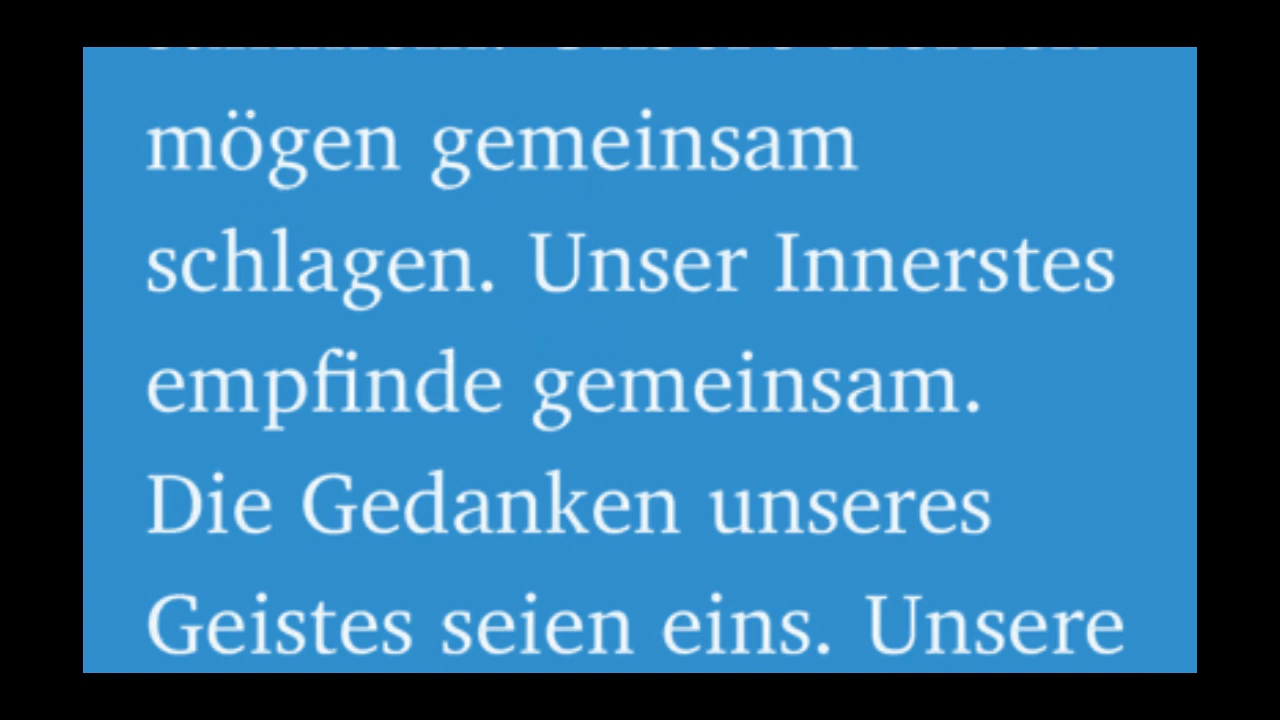 mögen gemeinsam
schlagen. Unser Innerstes
empfinde gemeinsam.
Die Gedanken unseres
Geistes seien eins. Unsere